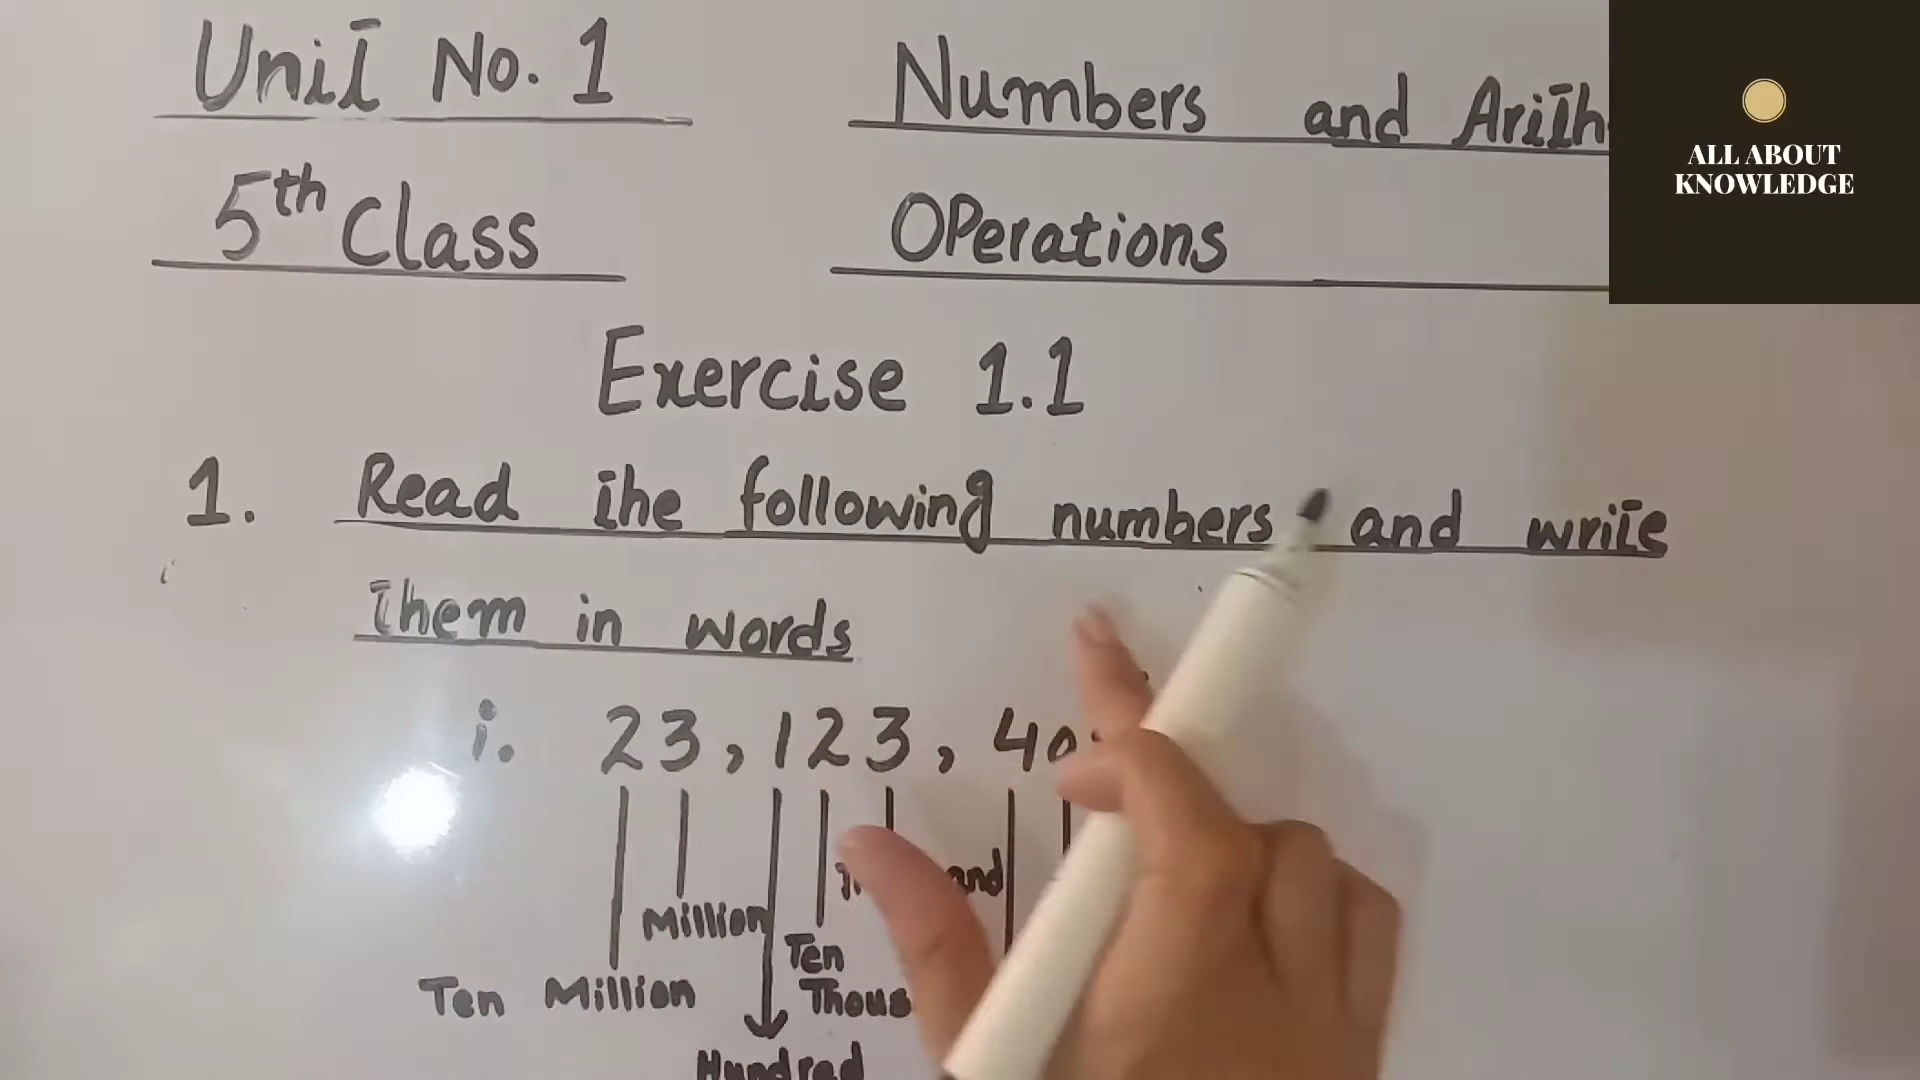 Unit No. 1
Numbers and Arith
5th Class
Operations
ALL ABOUT
KNOWLEDGE
Exercise 1.1
1. Read the following numbers and write
them in words
i. 23,123,40
Million
Ten Million
Ten
Thous
Hundred